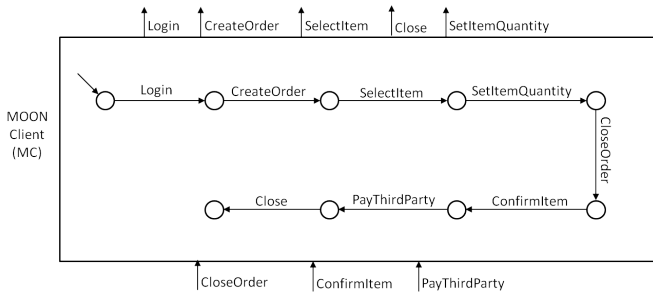 Login
CreateOrder
SelectItem
Close
SetItemQuantity
Login
CreateOrder
SelectItem
SetItemQuantity
MOON
Client
(MC)
CloseOrder
Close
PayThirdParty
ConfirmItem
CloseOrder
ConfirmItem
PayThirdParty